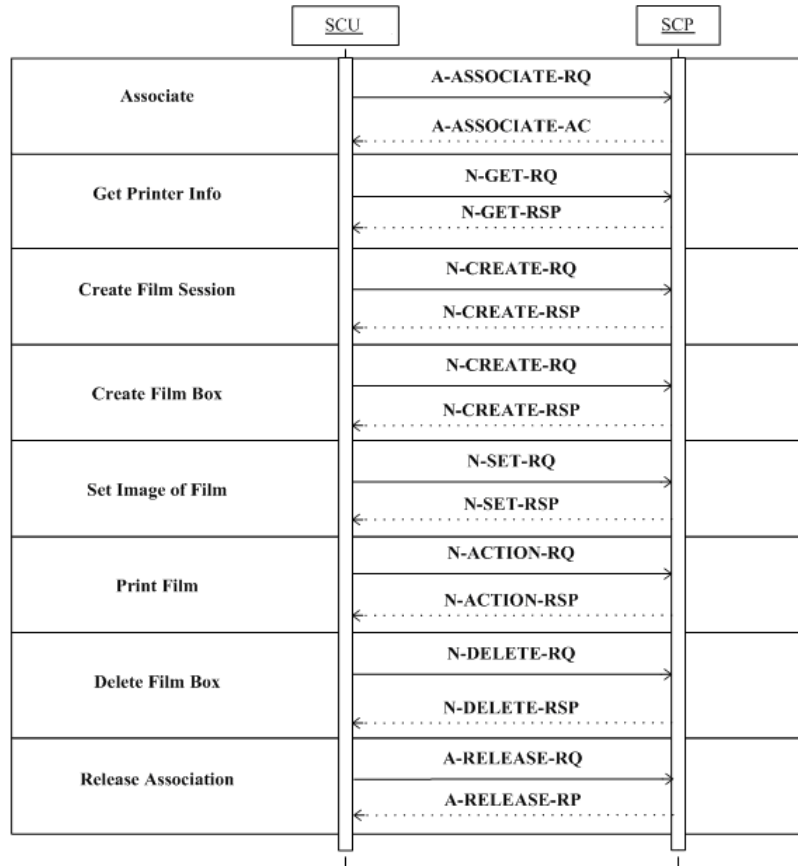 SCU
SCP
Associate
A-ASSOCIATE-RQ
A-ASSOCIATE-AC
Get Printer Info
N-GET-RQ
N-GET-RSP
Create Film Session
N-CREATE-RQ
N-CREATE-RSP
Create Film Box
N-CREATE-RQ
N-CREATE-RSP
Set Image of Film
N-SET-RQ
N-SET-RSP
Print Film
N-ACTION-RQ
N-ACTION-RSP
Delete Film Box
N-DELETE-RQ
N-DELETE-RSP
Release Association
A-RELEASE-RQ
A-RELEASE-RP